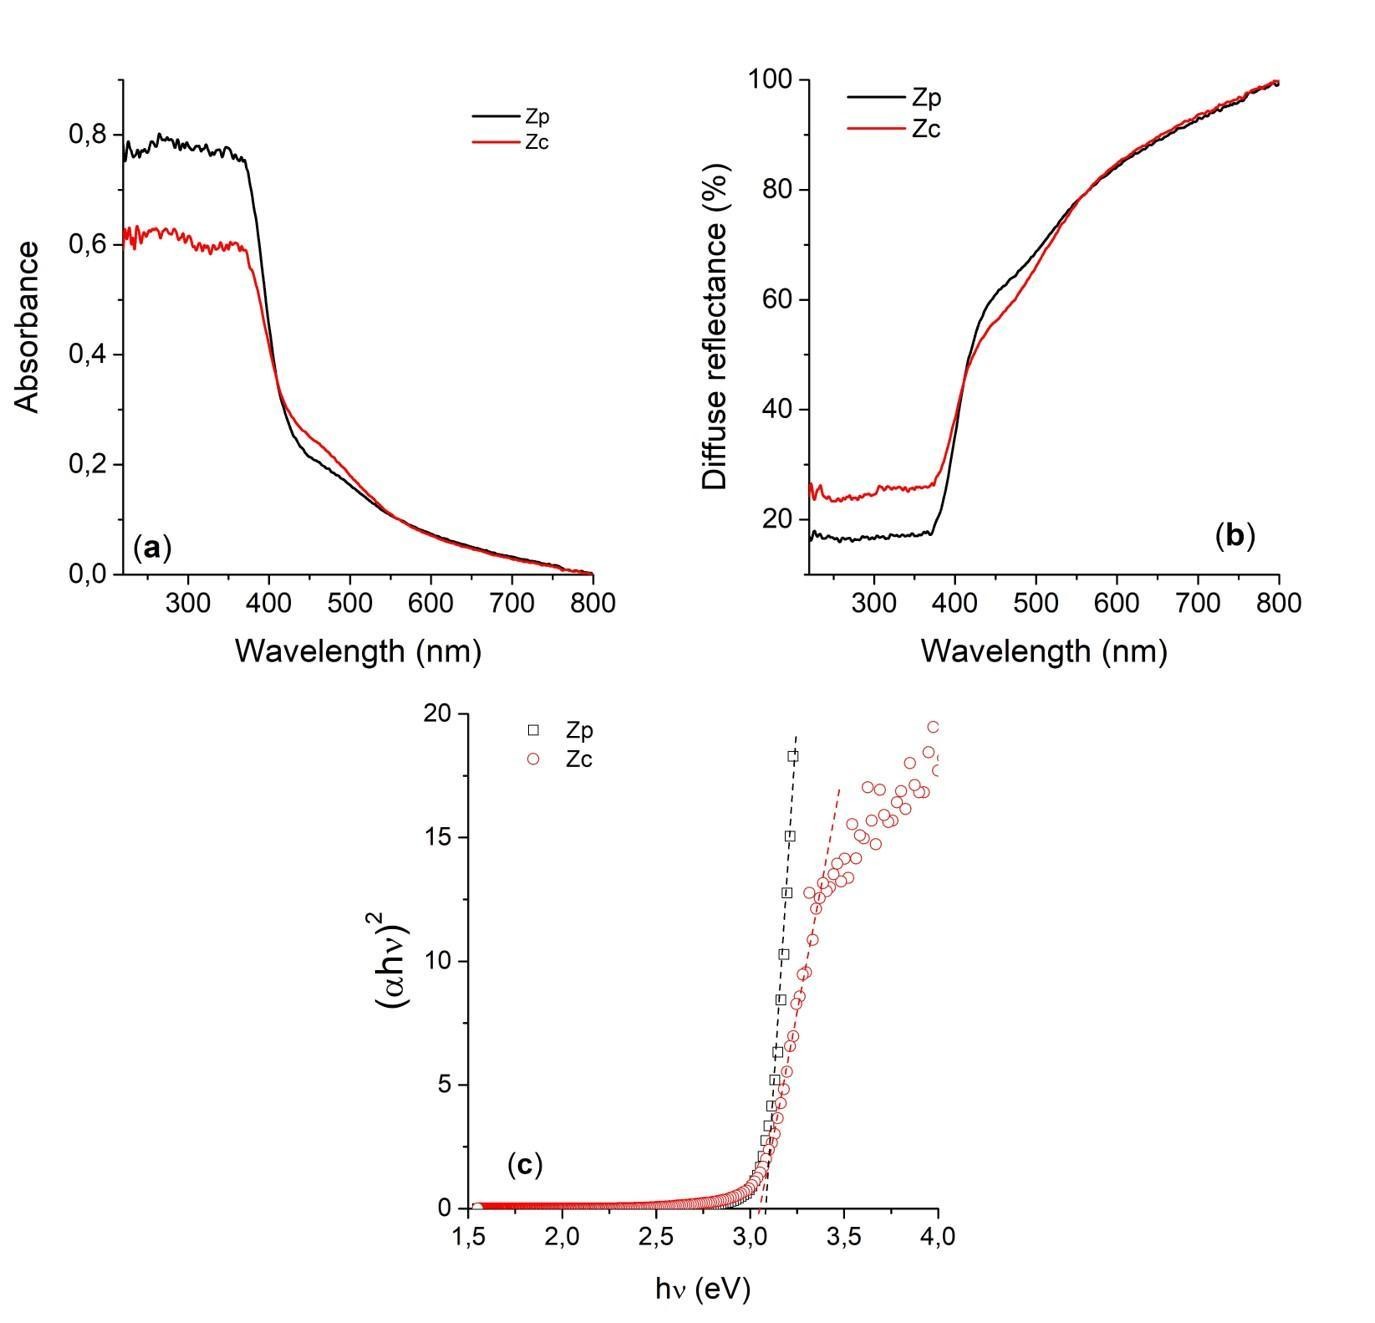 Absorbance
0,8
0,6
0,4
0,2
0,0
Zp
Zc
(a)
300 400 500 600 700 800
Wavelength (nm)
Diffuse reflectance (%)
100
80
60
40
20
Zp
Zc
(b)
300 400 500 600 700 800
Wavelength (nm)
(αhν)²
20
15
10
5
0
Zp
Zc
(c)
1,5 2,0 2,5 3,0 3,5 4,0
hν (eV)